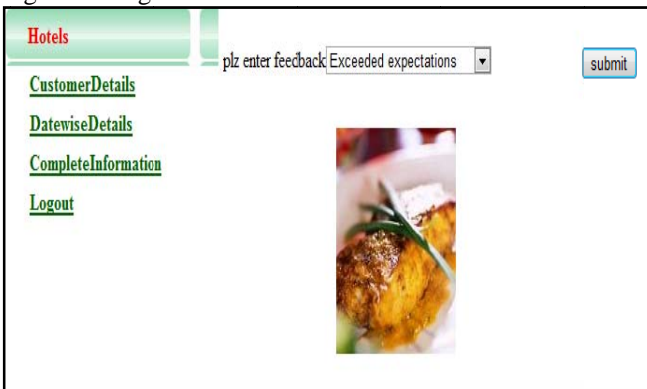 Hotels
plz enter feedback Exceeded expectations submit
CustomerDetails
DatewiseDetails
CompleteInformation
Logout